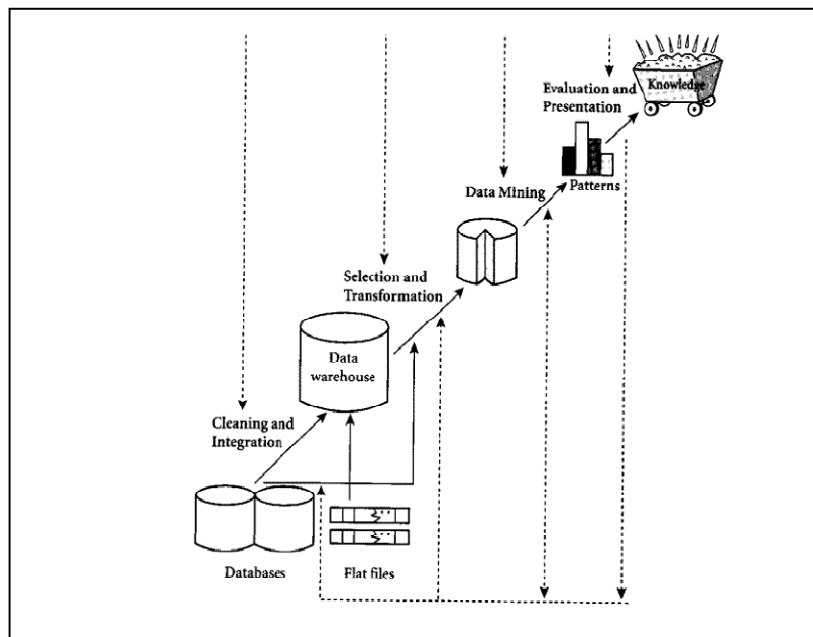 Evaluation and
Presentation
Knowledge
Patterns
Data Mining
Selection and
Transformation
Data
warehouse
Cleaning and
Integration
Databases
Flat files